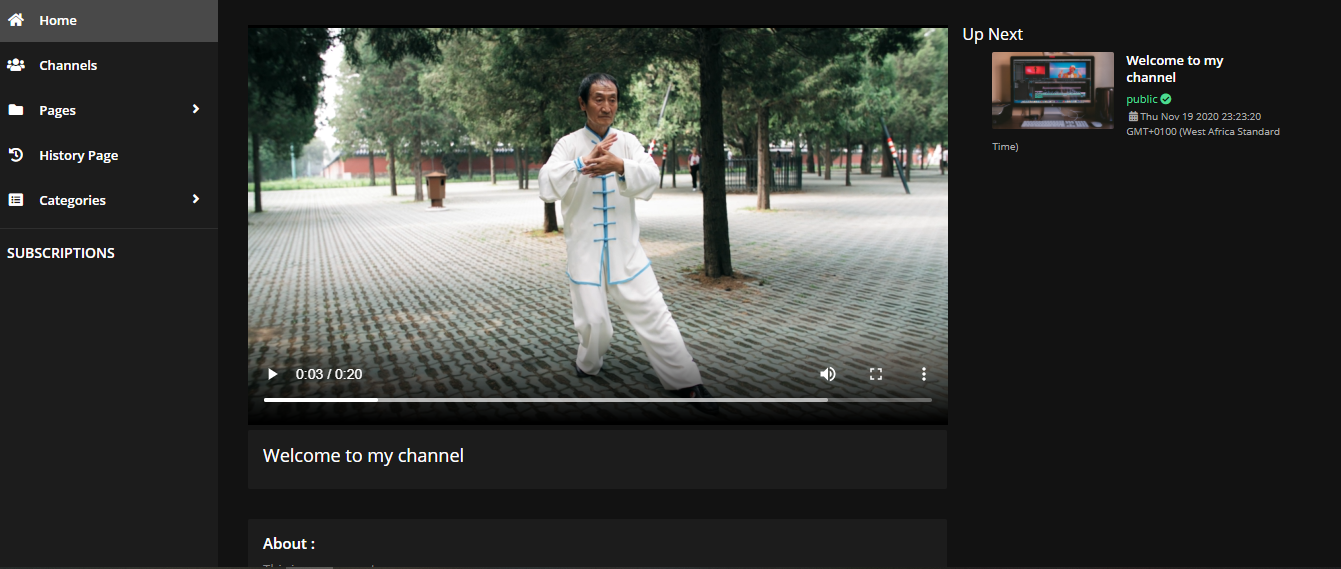 Home
Channels
Pages
History Page
Categories
SUBSCRIPTIONS
0:03 / 0:20
Welcome to my channel
About :
Up Next
Welcome to my
channel
public
Thu Nov 19 2020 23:23:20
GMT+0100 (West Africa Standard
Time)